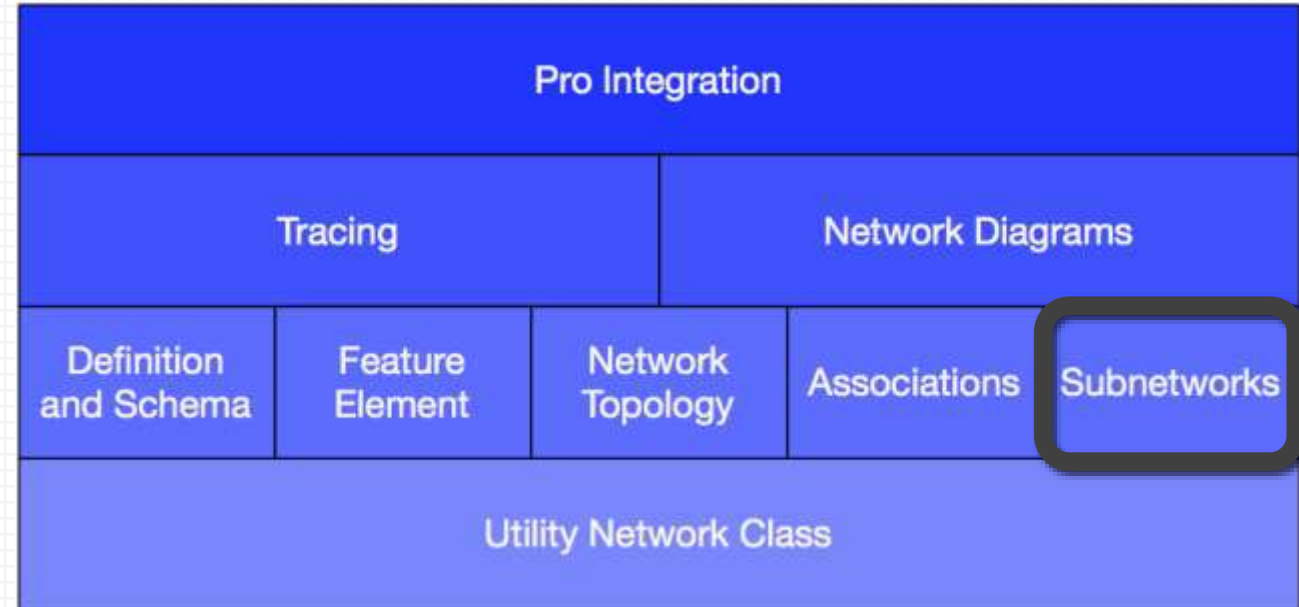 Pro Integration
Tracing
Network Diagrams
Definition
and Schema
Feature
Element
Network
Topology
Associations
Subnetworks
Utility Network Class